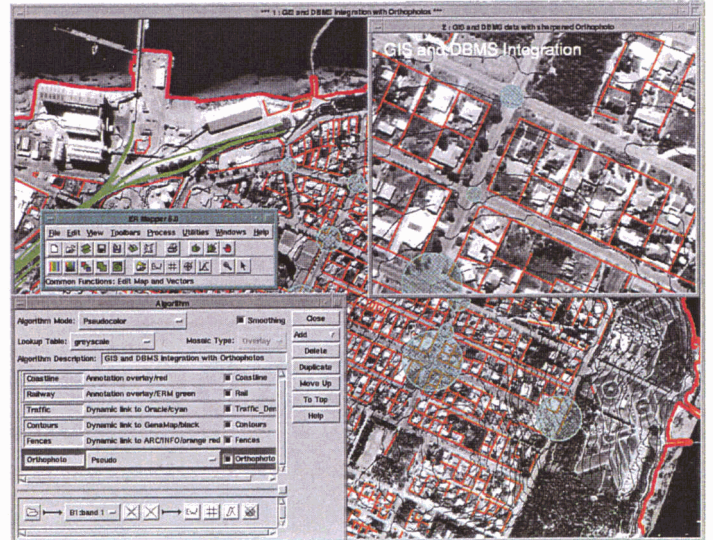 *** 1 : GIS and DBMS integration with Orthophotos ***
2 : GIS and DBMS data with sharpened Orthophoto
GIS and DBMS Integration
ER Mapper 5.0
File Edit View Toolbars Process Utilities Windows Help
Common Functions: Edit Map and Vectors
Algorithm
Algorithm Mode: Pseudocolor Smoothing Close
Lookup Table: greyscale Mosaic Type: Overlay Add
Algorithm Description: GIS and DBMS Integration with Orthophotos Delete
Duplicate
Coastline Annotation overlay/red Coastline Move Up
Railway Annotation overlay/ERM green Rail To Top
Traffic Dynamic link to Oracle/cyan Traffic_Den Help
Contours Dynamic link to GenaMap/black Contours
Fences Dynamic link to ARC/INFO/orange red Fences
Orthophoto Pseudo Orthophoto
B1:band 1